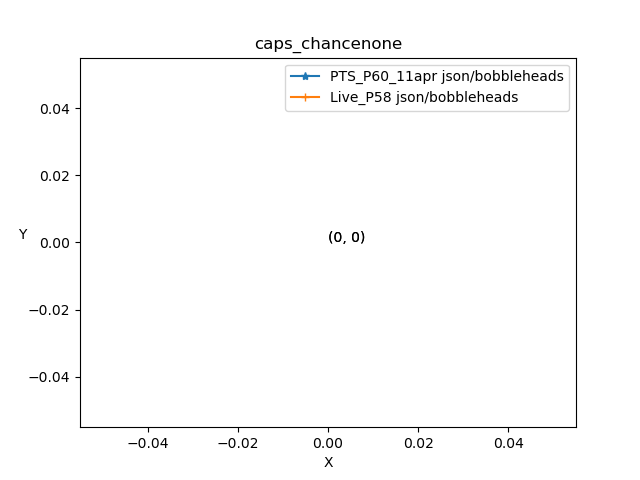 caps_chancenone
PTS_P60_11apr json/bobbleheads
Live_P58 json/bobbleheads
0.04
0.02
Y
0.00
(0, 0)
−0.02
−0.04
−0.04
−0.02
0.00
0.02
0.04
X